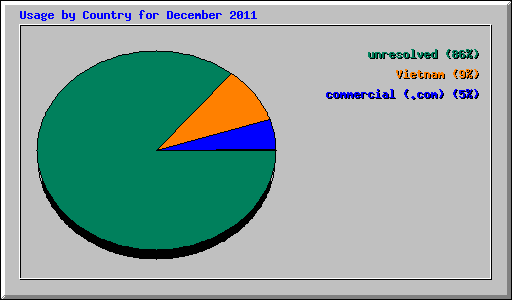 Usage by Country for December 2011
unresolved (86%)
Vietnam (9%)
commercial (.com) (5%)